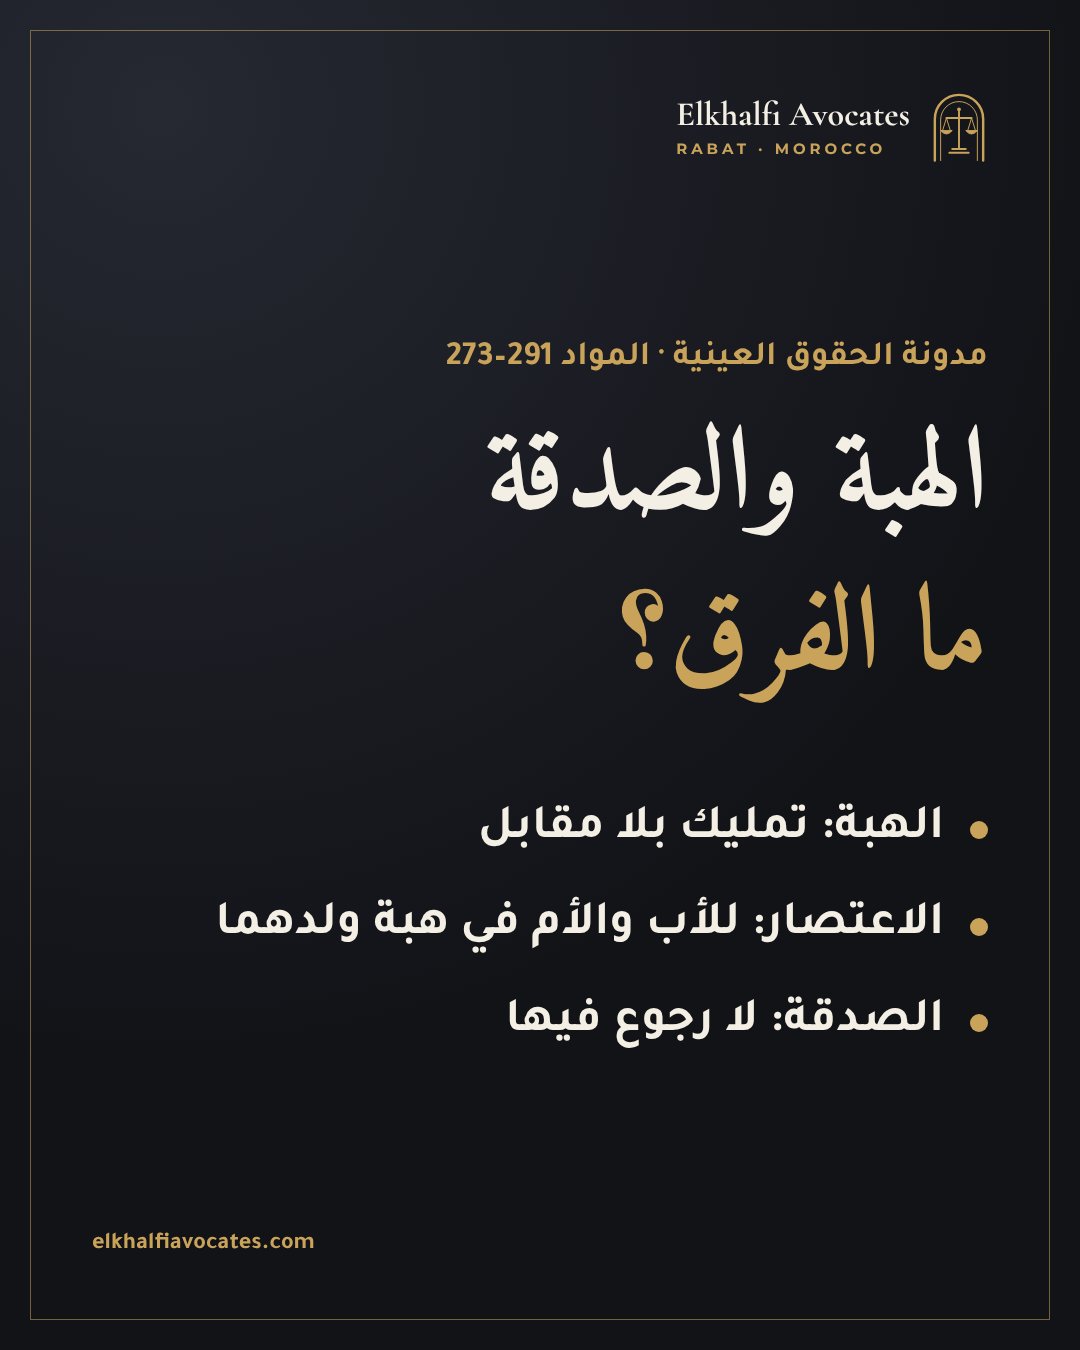 Elkhalfi Avocates
RABAT · MOROCCO
مدونة الحقوق العينية · المواد 291-273
الهبة والصدقة
ما الفرق؟
الهبة: تمليك بلا مقابل
الاعتصار: للأب والأم في هبة ولدهما
الصدقة: لا رجوع فيها
elkhalfiavocates.com